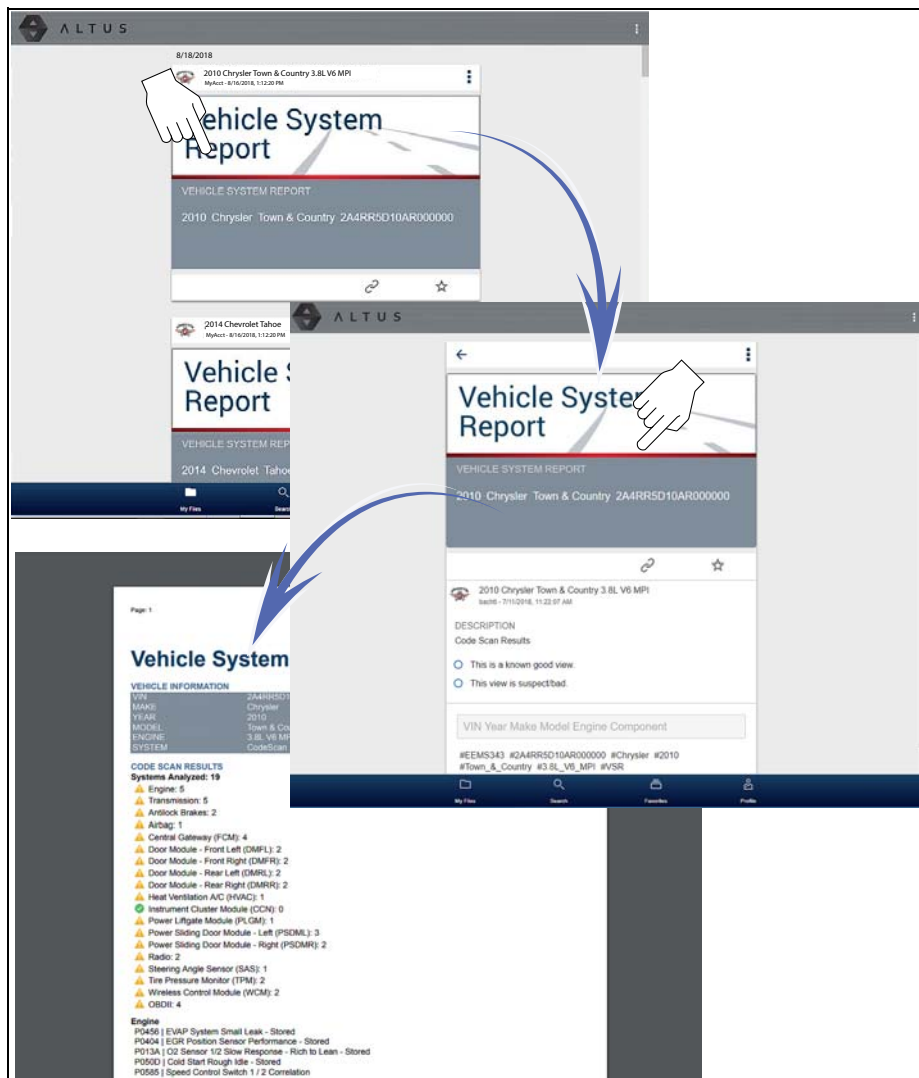 ALTUS
8/18/2018
2010 Chrysler Town & Country 3.8L V6 MPI
MyAcct - 8/16/2018, 1:12:20 PM
ehicle System
Report
VEHICLE SYSTEM REPORT
2010 Chrysler Town & Country 2A4RR5D10AR000000
2014 Chevrolet Tahoe
MyAcct - 8/16/2018, 1:12:20 PM
Vehicle
Report
VEHICLE SYSTEM REP
2014 Chevrolet Tahoe
My Files
Searc
ALTUS
Vehicle System
Report
VEHICLE SYSTEM REPORT
2010 Chrysler Town & Country 2A4RR5D10AR000000
2010 Chrysler Town & Country 3.8L V6 MPI
7/11/2018, 11:22:07 AM
DESCRIPTION
Code Scan Results
This is a known good view.
This view is suspect/bad.
VIN Year Make Model Engine Component
#EEMS343 #2A4RR5D10AR000000 #Chrysler #2010
#Town_&_Country #3.8L_V6_MPI #VSR
My Files Search Favorites Profile
Page: 1
Vehicle System
VEHICLE INFORMATION
VIN 2A4RR5D1
MAKE Chrysler
YEAR 2010
MODEL Town & Co
ENGINE 3.8L V6 MP
SYSTEM CodeScan
CODE SCAN RESULTS
Systems Analyzed: 19
Engine: 5
Transmission: 5
Antilock Brakes: 2
Airbag: 1
Central Gateway (FCM): 4
Door Module - Front Left (DMFL): 2
Door Module - Front Right (DMFR): 2
Door Module - Rear Left (DMRL): 2
Door Module - Rear Right (DMRR): 2
Heat Ventilation A/C (HVAC): 1
Instrument Cluster Module (CCN): 0
Power Liftgate Module (PLGM): 1
Power Sliding Door Module - Left (PSDML): 3
Power Sliding Door Module - Right (PSDMR): 2
Radio: 2
Steering Angle Sensor (SAS): 1
Tire Pressure Monitor (TPM): 2
Wireless Control Module (WCM): 2
OBDII: 4
Engine
P0456 | EVAP System Small Leak - Stored
P0404 | EGR Position Sensor Performance - Stored
P013A | O2 Sensor 1/2 Slow Response - Rich to Lean - Stored
P050D | Cold Start Rough Idle - Stored
P0585 | Speed Control Switch 1 / 2 Correlation